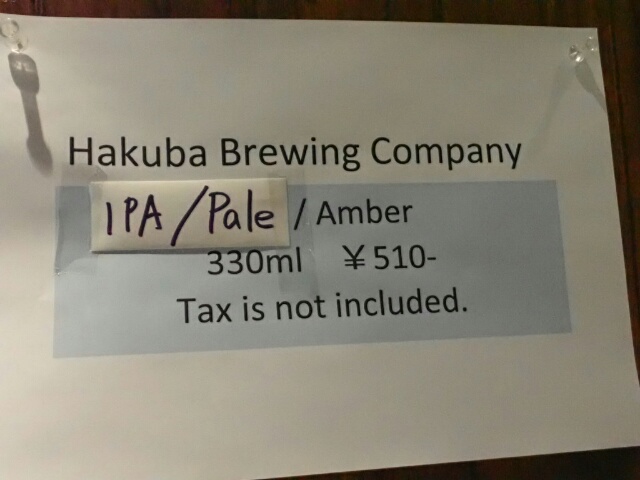 Hakuba Brewing Company
IPA/Pale / Amber
330ml ¥510-
Tax is not included.